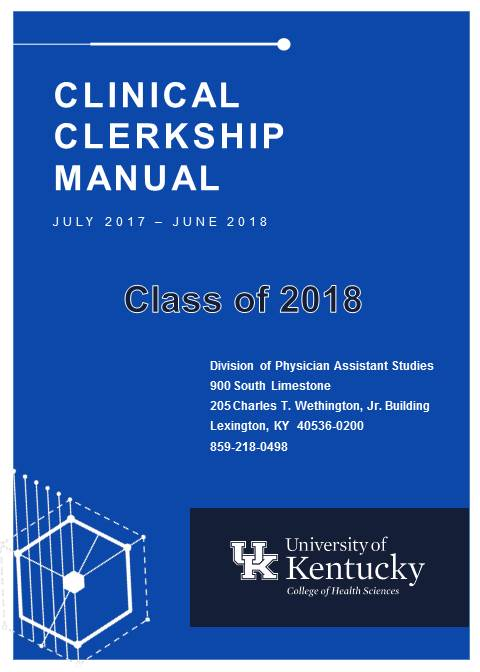 CLINICAL
CLERKSHIP
MANUAL
JULY 2017 – JUNE 2018
Class of 2018
Division of Physician Assistant Studies
900 South Limestone
205 Charles T. Wethington, Jr. Building
Lexington, KY 40536-0200
859-218-0498
UK
University of
Kentucky
College of Health Sciences